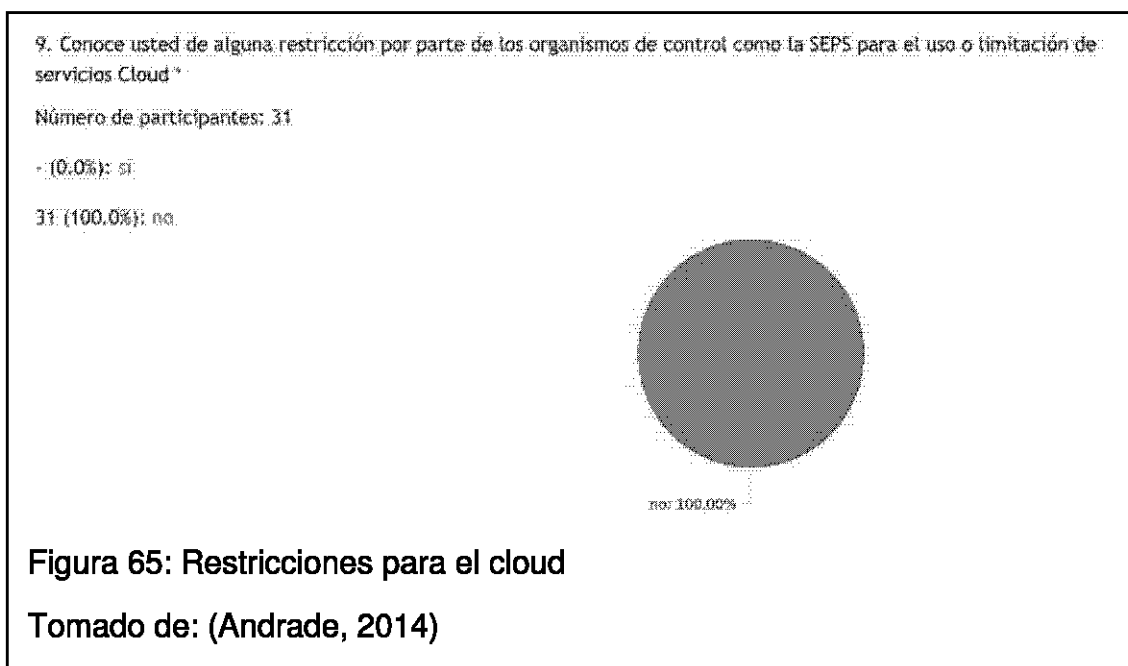 9. Conoce usted de alguna restricción por parte de los organismos de control como la SEPS para el uso o limitación de
servicios Cloud *
Número de participantes: 31
- (0.0%): si
31 (100.0%): no
no: 100.00%
Figura 65: Restricciones para el cloud
Tomado de: (Andrade, 2014)